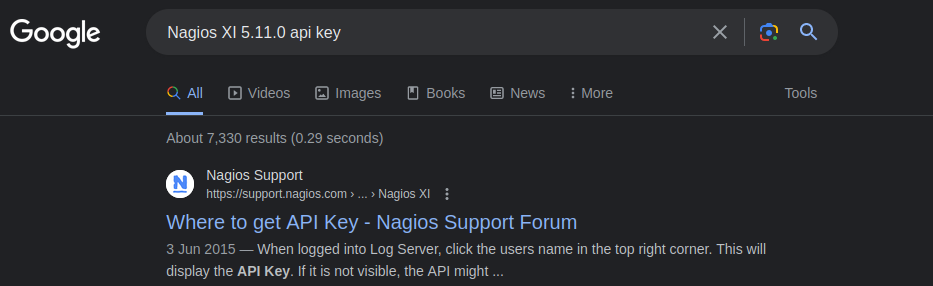 Google
Nagios XI 5.11.0 api key
All Videos Images Books News More Tools
About 7,330 results (0.29 seconds)
N
Nagios Support
https://support.nagios.com › ... › Nagios XI
Where to get API Key - Nagios Support Forum
3 Jun 2015 — When logged into Log Server, click the users name in the top right corner. This will
display the API Key. If it is not visible, the API might ...